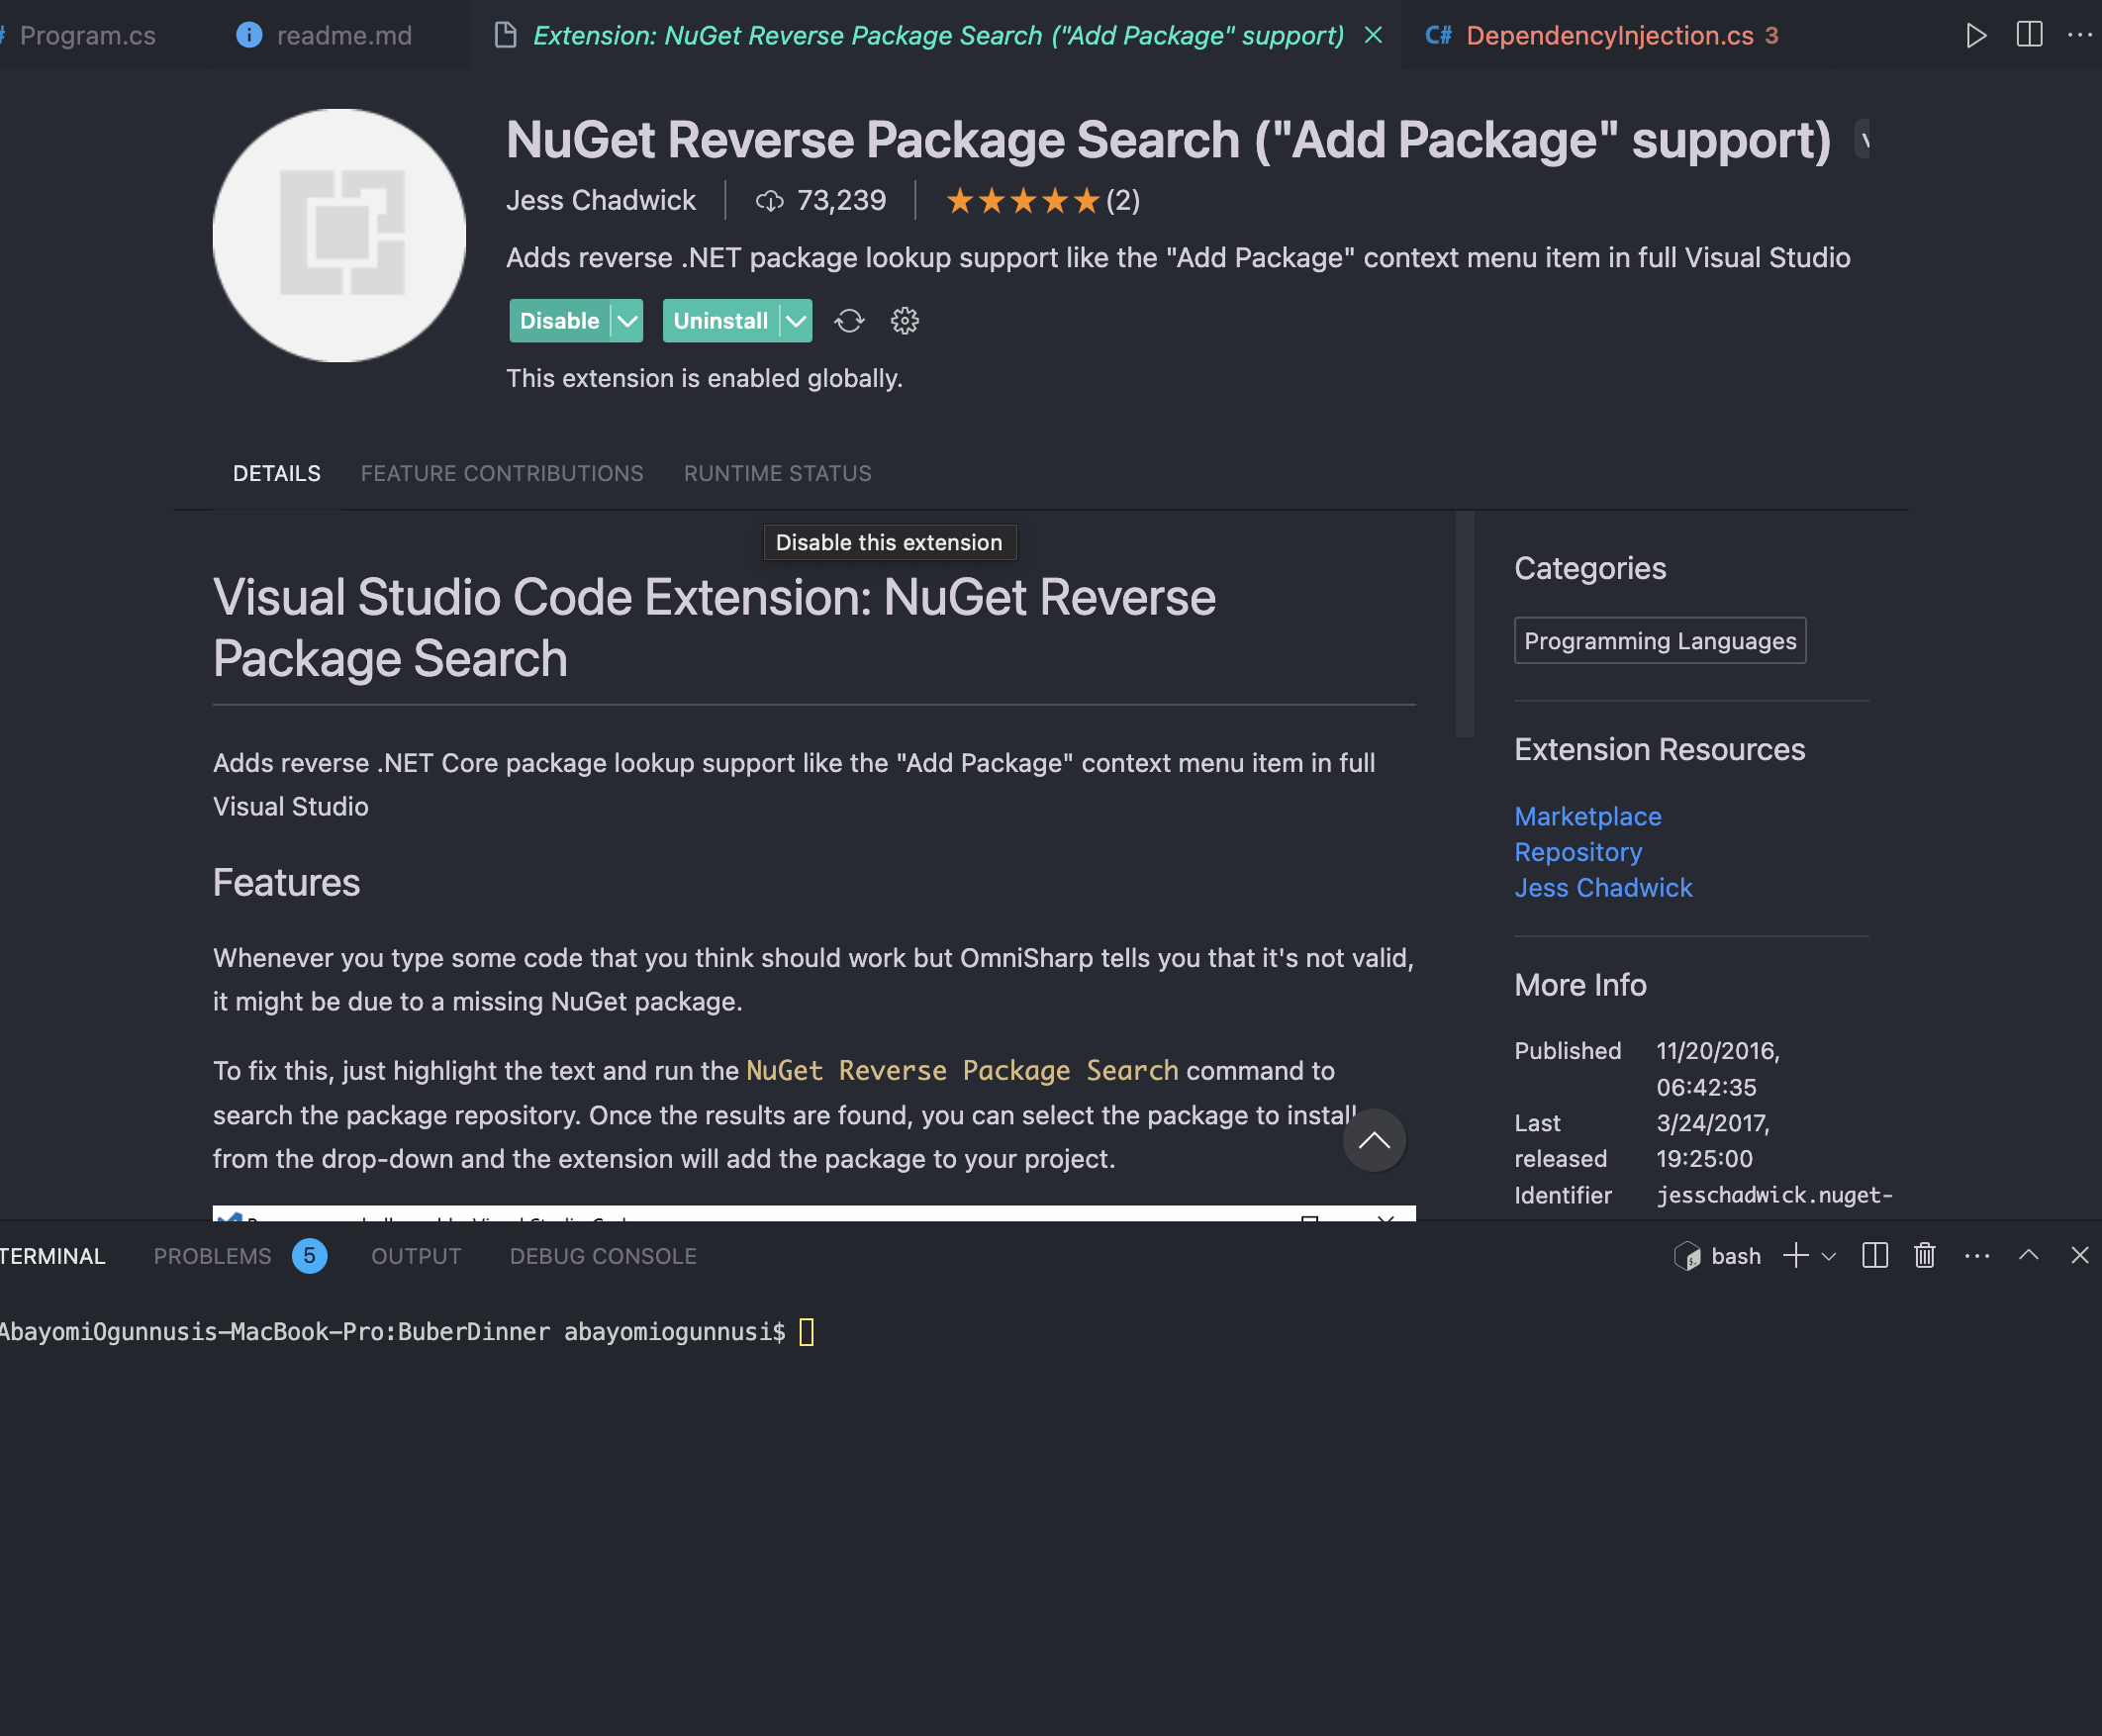 Program.cs
readme.md
Extension: NuGet Reverse Package Search ("Add Package" support)
C# DependencyInjection.cs 3
NuGet Reverse Package Search ("Add Package" support)
Jess Chadwick
73,239
(2)
Adds reverse .NET package lookup support like the "Add Package" context menu item in full Visual Studio
Disable
Uninstall
This extension is enabled globally.
DETAILS
FEATURE CONTRIBUTIONS
RUNTIME STATUS
Disable this extension
Visual Studio Code Extension: NuGet Reverse
Package Search
Adds reverse .NET Core package lookup support like the "Add Package" context menu item in full
Visual Studio
Features
Whenever you type some code that you think should work but OmniSharp tells you that it's not valid,
it might be due to a missing NuGet package.
To fix this, just highlight the text and run the NuGet Reverse Package Search command to
search the package repository. Once the results are found, you can select the package to install
from the drop-down and the extension will add the package to your project.
Categories
Programming Languages
Extension Resources
Marketplace
Repository
Jess Chadwick
More Info
Published 11/20/2016,
06:42:35
Last 3/24/2017,
released 19:25:00
Identifier jesschadwick.nuget-
TERMINAL
PROBLEMS 5
OUTPUT
DEBUG CONSOLE
bash
AbayomiOgunnusis-MacBook-Pro:BuberDinner abayomiogunnusi$